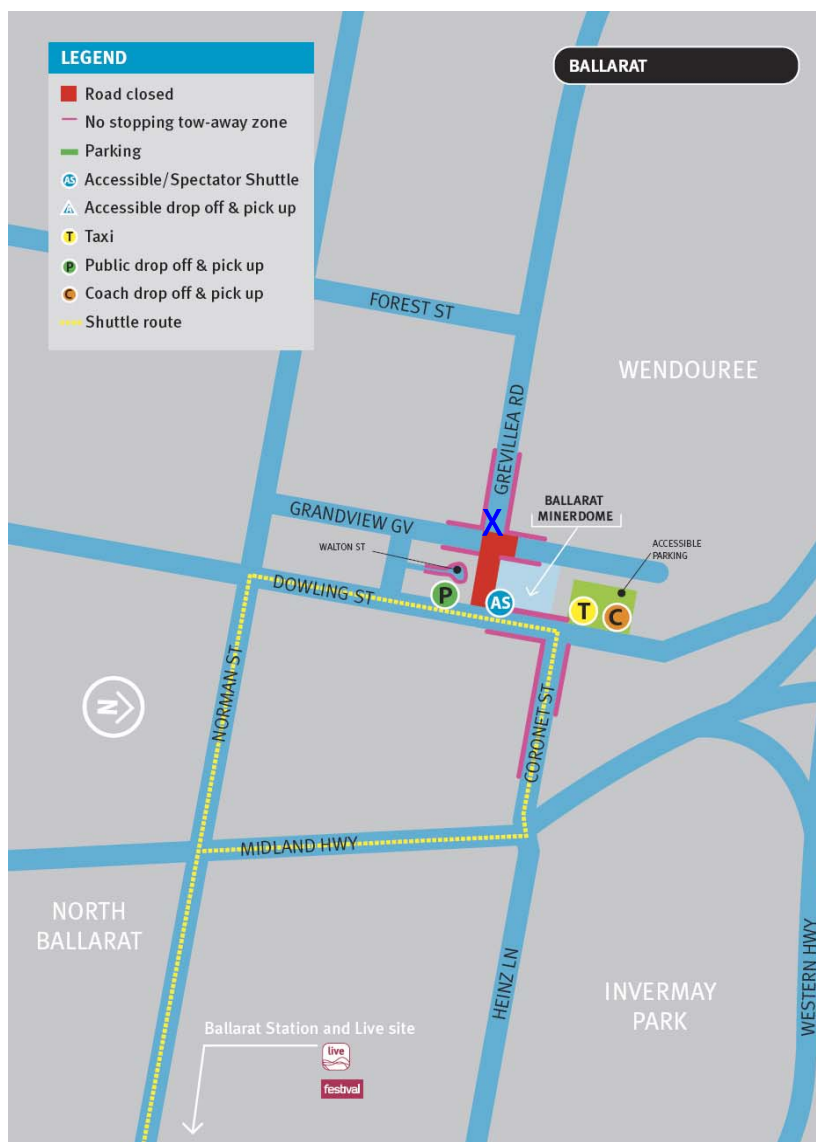 LEGEND
Road closed
No stopping tow-away zone
Parking
AS Accessible/Spectator Shuttle
Accessible drop off & pick up
T Taxi
P Public drop off & pick up
C Coach drop off & pick up
Shuttle route
BALLARAT
FOREST ST
WENDOUREE
GREVILLEA RD
GRANDVIEW GV
X
BALLARAT
MINERDOME
WALTON ST
ACCESSIBLE
PARKING
DOWLING ST
P
AS
T
C
NORMAN ST
N
CORONET ST
MIDLAND HWY
NORTH
BALLARAT
HEINZ LN
INVERMAY
PARK
WESTERN HWY
Ballarat Station and Live site
live
festival